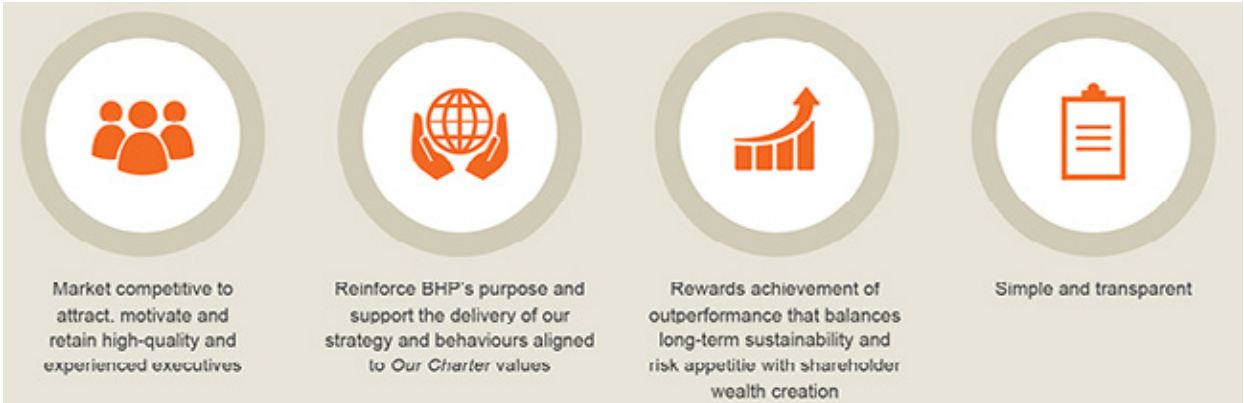 Market competitive to
attract, motivate and
retain high-quality and
experienced executives
Reinforce BHP's purpose and
support the delivery of our
strategy and behaviours aligned
to Our Charter values
Rewards achievement of
outperformance that balances
long-term sustainability and
risk appetitie with shareholder
wealth creation
Simple and transparent